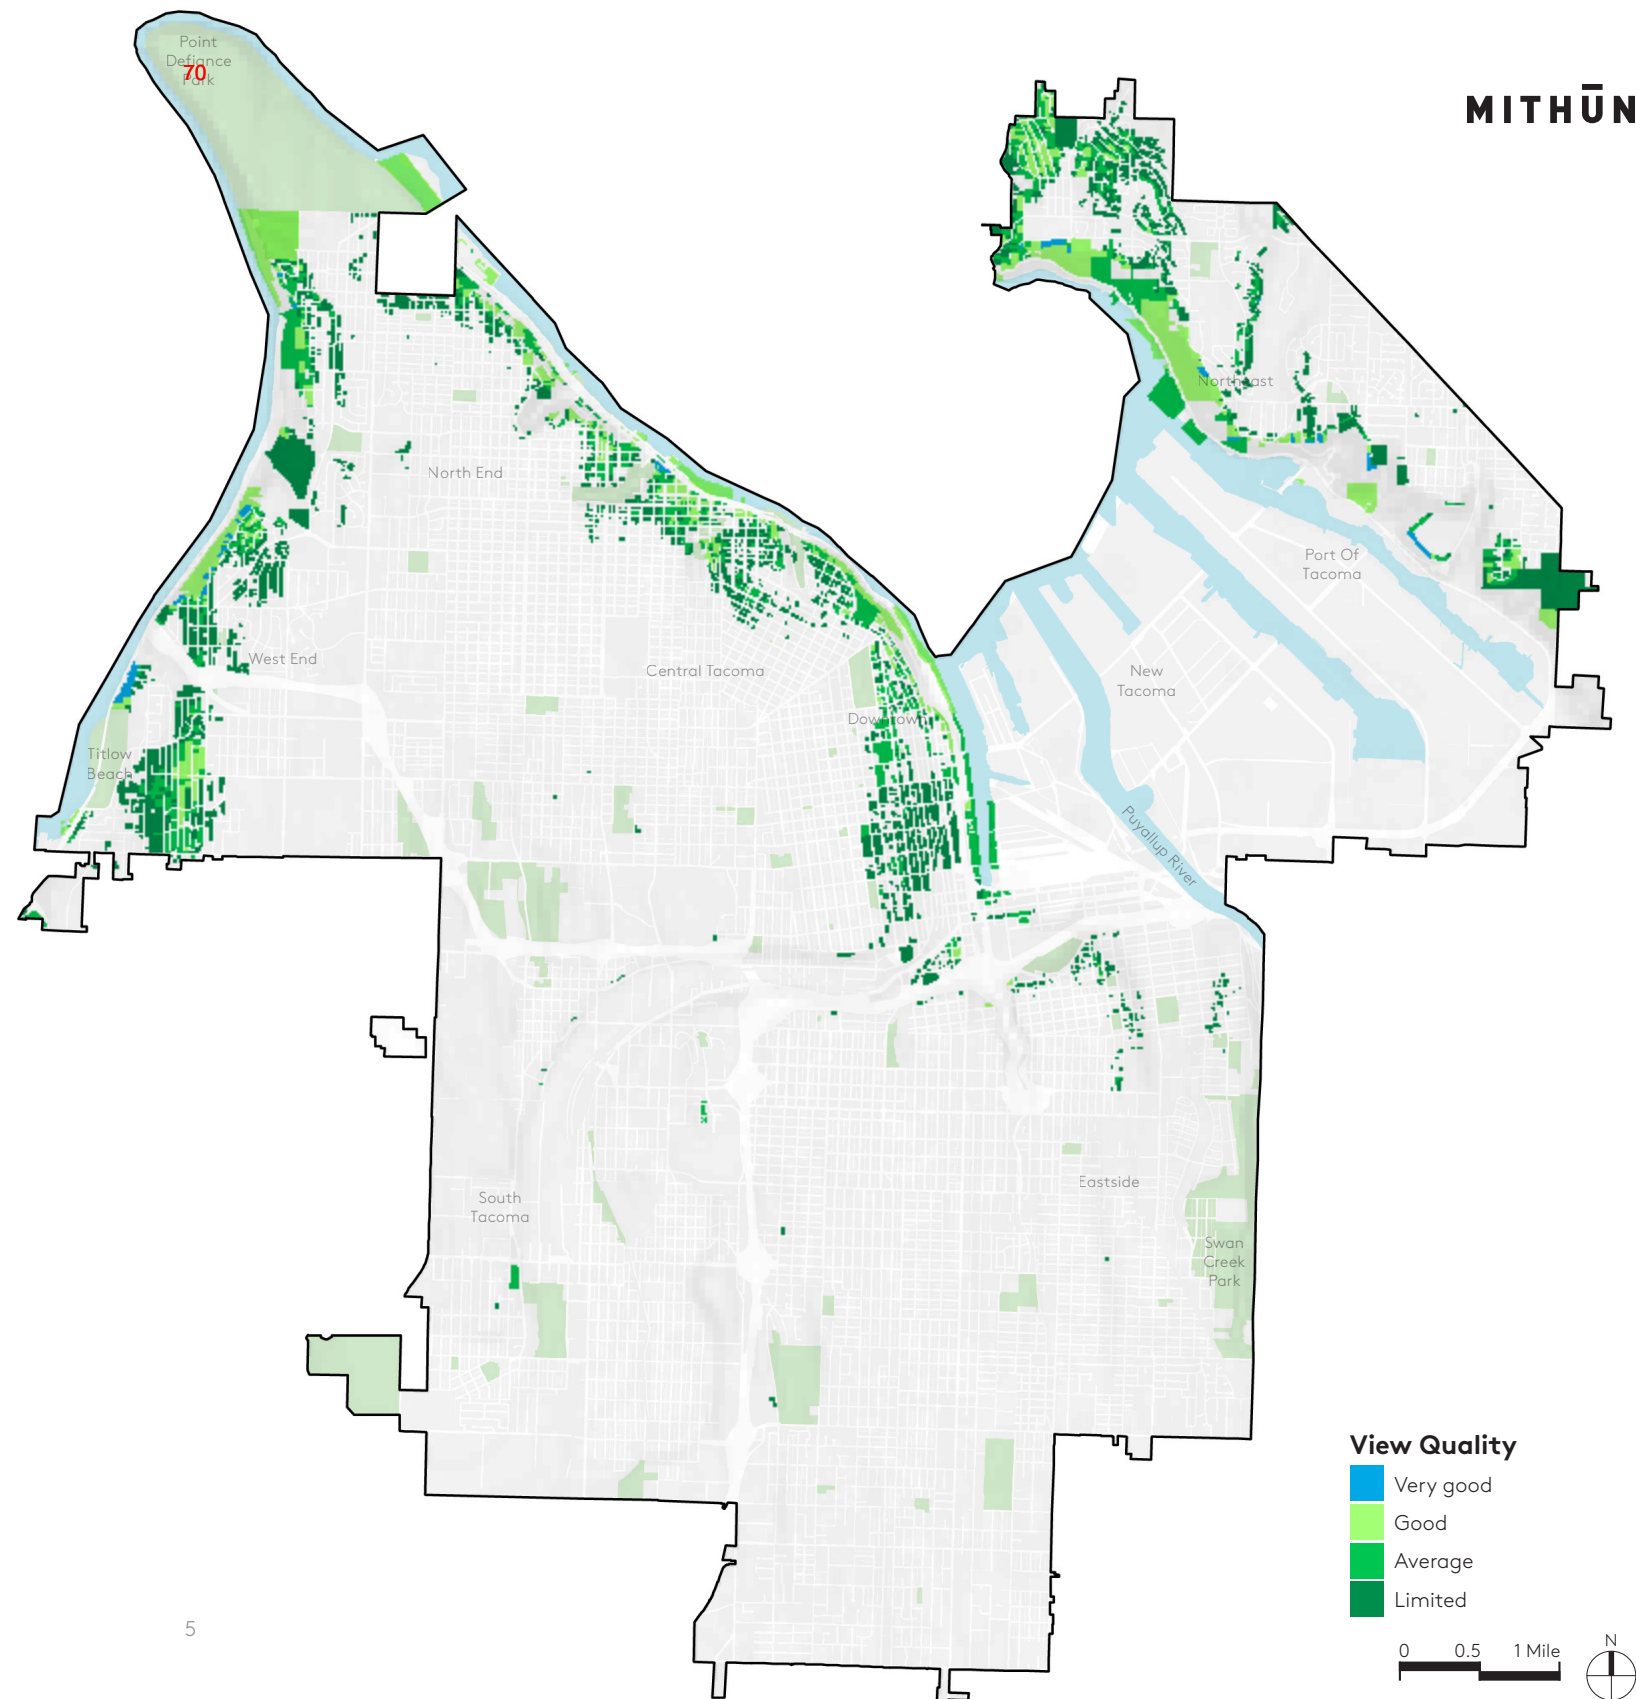 Point
Defiance
Park
70
MITHŪN
North End
Northeast
Port Of
Tacoma
West End
Central Tacoma
New
Tacoma
Downtown
Titlow
Beach
Puyallup River
South
Tacoma
Eastside
Swan
Creek
Park
View Quality
Very good
Good
Average
Limited
5
0 0.5 1 Mile
N